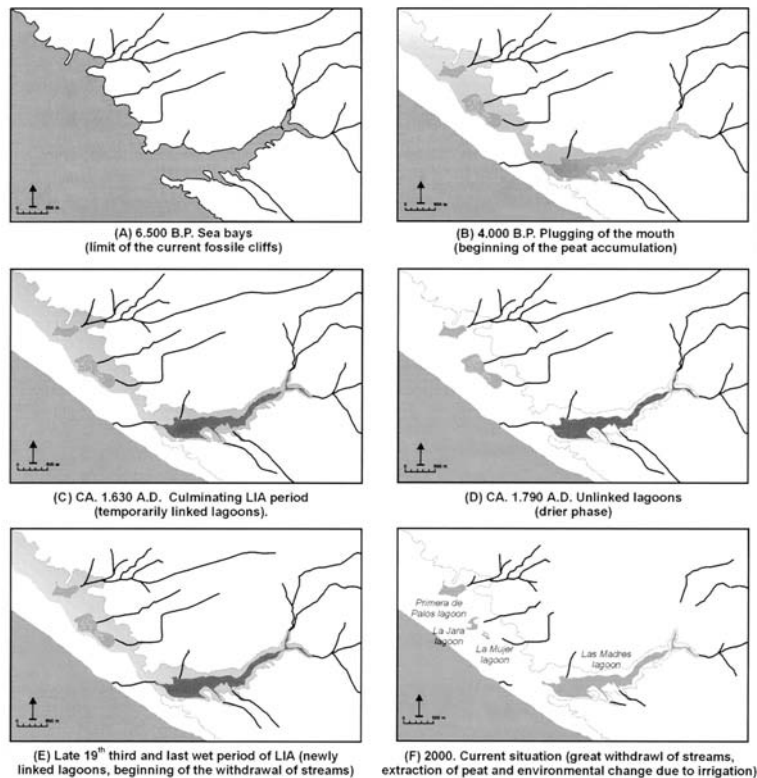 (A) 6.500 B.P. Sea bays
(limit of the current fossile cliffs)
(B) 4.000 B.P. Plugging of the mouth
(beginning of the peat accumulation)
(C) CA. 1.630 A.D. Culminating LIA period
(temporarily linked lagoons).
(D) CA. 1.790 A.D. Unlinked lagoons
(drier phase)
(E) Late 19th third and last wet period of LIA (newly
linked lagoons, beginning of the withdrawal of streams)
Primera de
Palos lagoon
La Jara
lagoon
La Mujer
lagoon
Las Madres
lagoon
(F) 2000. Current situation (great withdrawl of streams,
extraction of peat and environmental change due to irrigation)